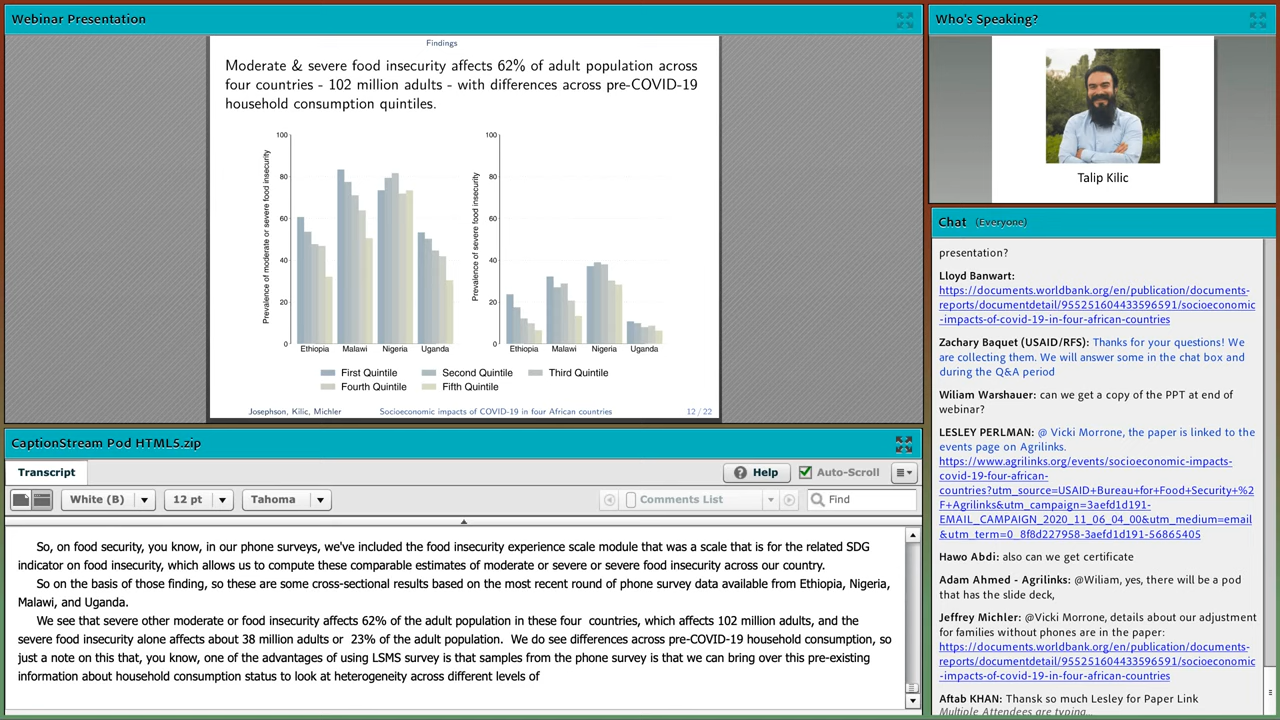 Webinar Presentation
Findings
Moderate & severe food insecurity affects 62% of adult population across
four countries - 102 million adults - with differences across pre-COVID-19
household consumption quintiles.
Prevalence of moderate or severe food insecurity
100
80
60
40
20
0
Ethiopia Malawi Nigeria Uganda
Prevalence of severe food insecurity
100
80
60
40
20
0
Ethiopia Malawi Nigeria Uganda
First Quintile Second Quintile Third Quintile
Fourth Quintile Fifth Quintile
Josephson, Kilic, Michler Socioeconomic impacts of COVID-19 in four African countries 12 / 22
Who's Speaking?
Talip Kilic
CaptionStream Pod HTML5.zip
Transcript Help Auto-Scroll
White (B) 12 pt Tahoma Comments List Find
So, on food security, you know, in our phone surveys, we've included the food insecurity experience scale module that was a scale that is for the related SDG
indicator on food insecurity, which allows us to compute these comparable estimates of moderate or severe or severe food insecurity across our country.
So on the basis of those finding, so these are some cross-sectional results based on the most recent round of phone survey data available from Ethiopia, Nigeria,
Malawi, and Uganda.
We see that severe other moderate or food insecurity affects 62% of the adult population in these four countries, which affects 102 million adults, and the
severe food insecurity alone affects about 38 million adults or 23% of the adult population. We do see differences across pre-COVID-19 household consumption, so
just a note on this that, you know, one of the advantages of using LSMS survey is that samples from the phone survey is that we can bring over this pre-existing
information about household consumption status to look at heterogeneity across different levels of
Chat (Everyone)
presentation?
Lloyd Banwart:
https://documents.worldbank.org/en/publication/documents-
reports/documentdetail/955251604433596591/socioeconomic
-impacts-of-covid-19-in-four-african-countries
Zachary Baquet (USAID/RFS): Thanks for your questions! We
are collecting them. We will answer some in the chat box and
during the Q&A period
Wiliam Warshauer: can we get a copy of the PPT at end of
webinar?
LESLEY PERLMAN: @ Vicki Morrone, the paper is linked to the
events page on Agrilinks.
https://www.agrilinks.org/events/socioeconomic-impacts-
covid-19-four-african-
countries?utm_source=USAID+Bureau+for+Food+Security+%2
F+Agrilinks&utm_campaign=3aefd1d191-
EMAIL_CAMPAIGN_2020_11_06_04_00&utm_medium=email
&utm_term=0_8f8d227958-3aefd1d191-56865405
Hawo Abdi: also can we get certificate
Adam Ahmed - Agrilinks: @Wiliam, yes, there will be a pod
that has the slide deck,
Jeffrey Michler: @Vicki Morrone, details about our adjustment
for families without phones are in the paper:
https://documents.worldbank.org/en/publication/documents-
reports/documentdetail/955251604433596591/socioeconomic
-impacts-of-covid-19-in-four-african-countries
Aftab KHAN: Thansk so much Lesley for Paper Link
Multiple Attendees are typing...